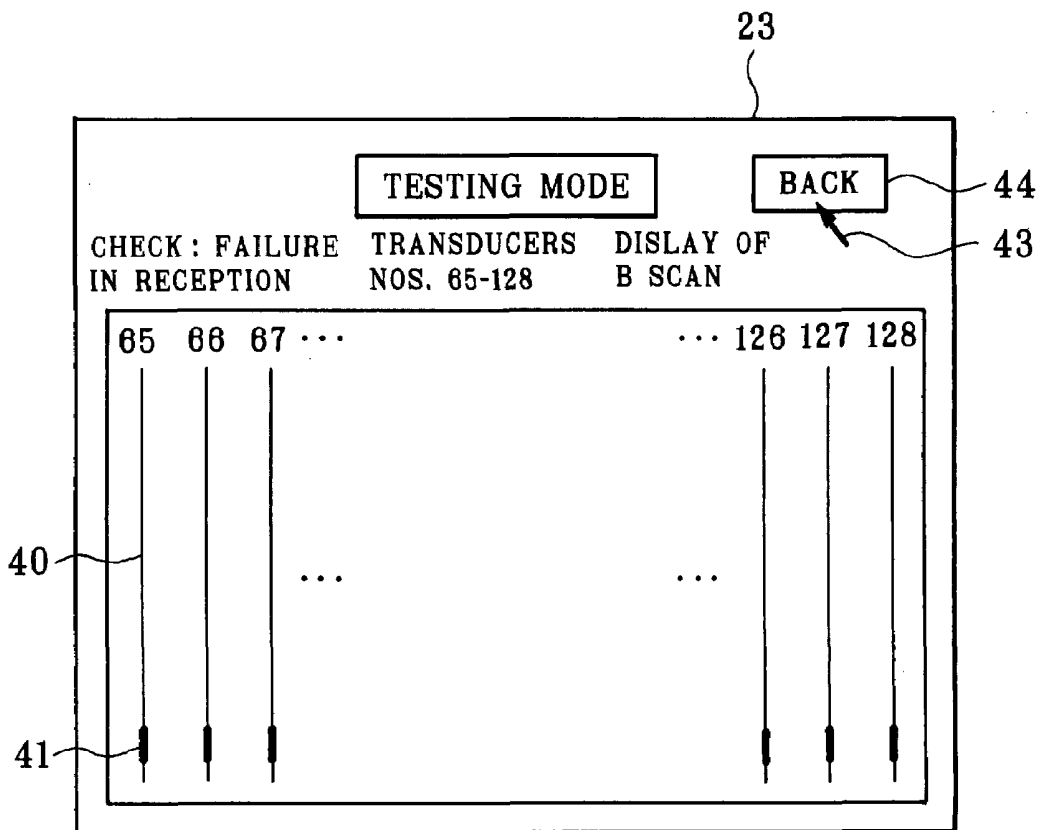 23
TESTING MODE
BACK
44
43
CHECK : FAILURE IN RECEPTION
TRANSDUCERS NOS. 65-128
DISLAY OF B SCAN
65 66 67 ··· ··· 126 127 128
40
··· ···
41